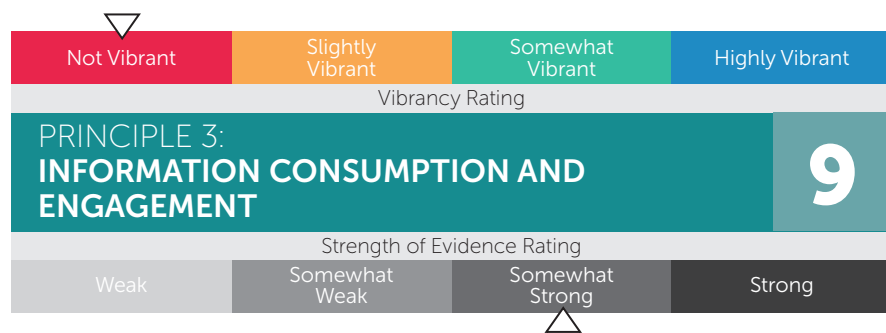 Not Vibrant
Slightly
Vibrant
Somewhat
Vibrant
Highly Vibrant
Vibrancy Rating
PRINCIPLE 3:
INFORMATION CONSUMPTION AND
ENGAGEMENT
9
Strength of Evidence Rating
Weak
Somewhat
Weak
Somewhat
Strong
Strong